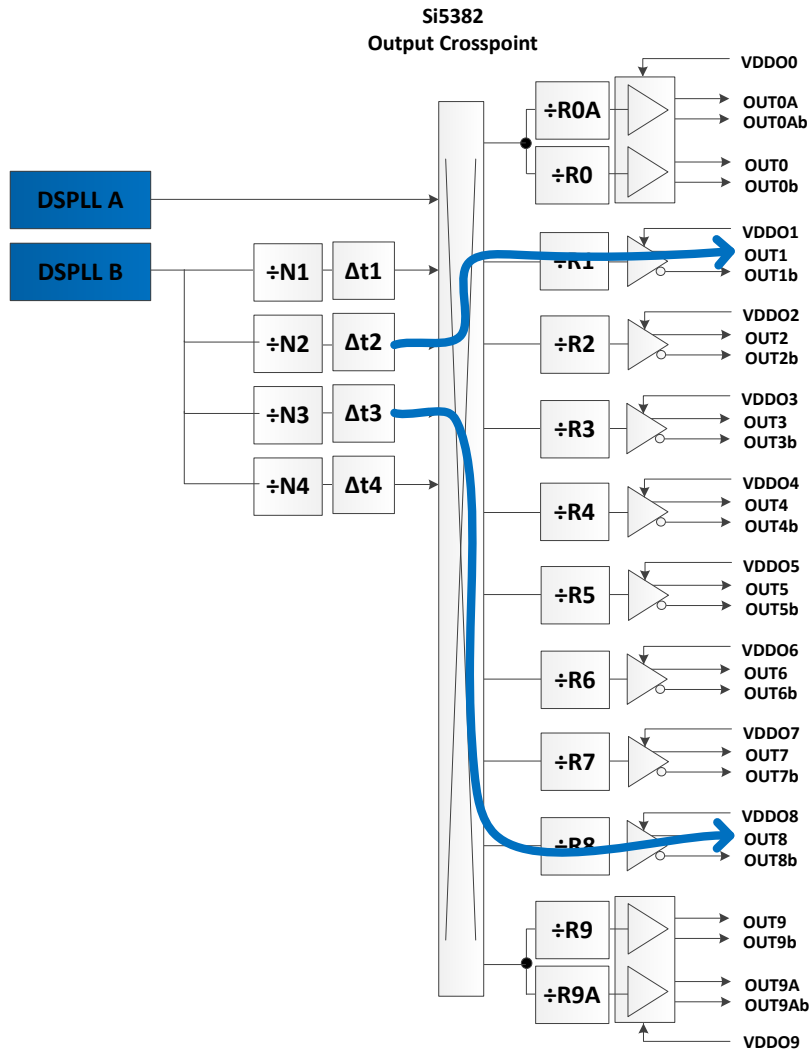 Si5382
Output Crosspoint
DSPLL A
DSPLL B
÷N1
Δt1
÷N2
Δt2
÷N3
Δt3
÷N4
Δt4
÷R0A
÷R0
VDDO0
OUT0A
OUT0Ab
OUT0
OUT0b
÷R1
VDDO1
OUT1
OUT1b
÷R2
VDDO2
OUT2
OUT2b
÷R3
VDDO3
OUT3
OUT3b
÷R4
VDDO4
OUT4
OUT4b
÷R5
VDDO5
OUT5
OUT5b
÷R6
VDDO6
OUT6
OUT6b
÷R7
VDDO7
OUT7
OUT7b
÷R8
VDDO8
OUT8
OUT8b
÷R9
OUT9
OUT9b
÷R9A
OUT9A
OUT9Ab
VDDO9